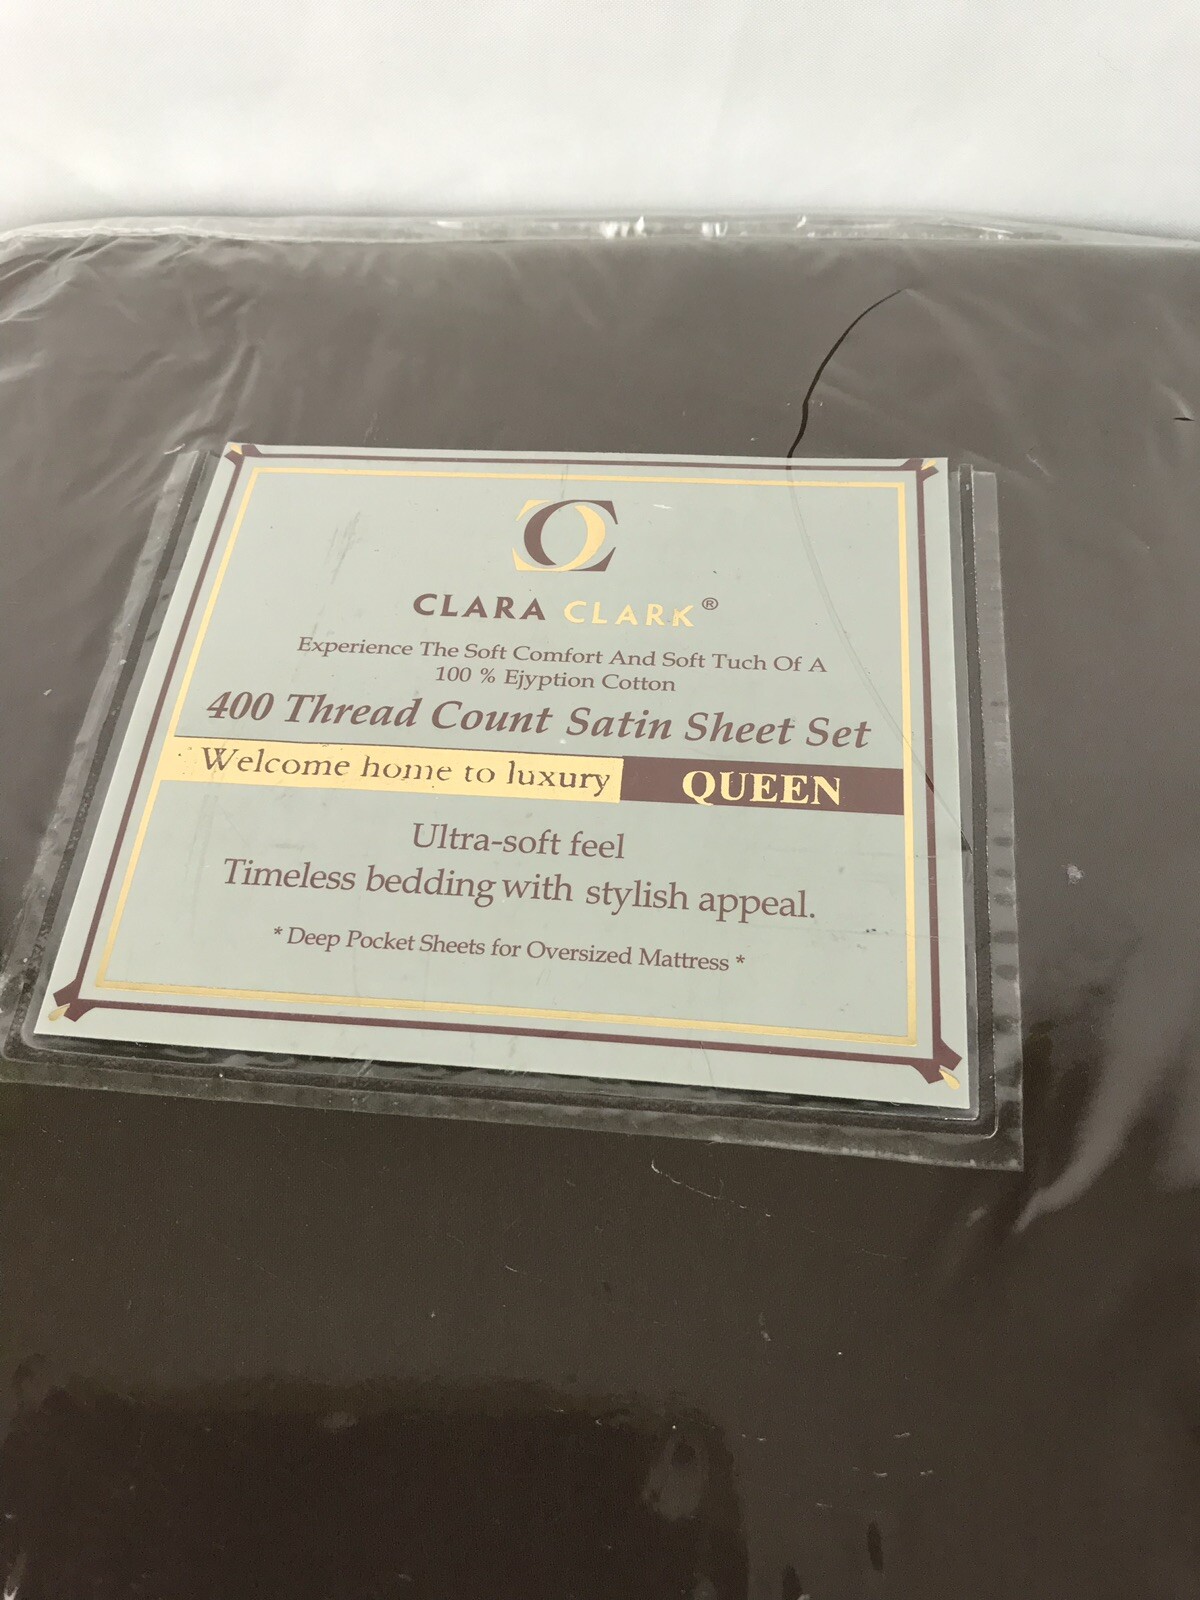 CLARA CLARK®
Experience The Soft Comfort And Soft Tuch Of A
100 % Ejyption Cotton
400 Thread Count Satin Sheet Set
Welcome home to luxury QUEEN
Ultra-soft feel
Timeless bedding with stylish appeal.
* Deep Pocket Sheets for Oversized Mattress *